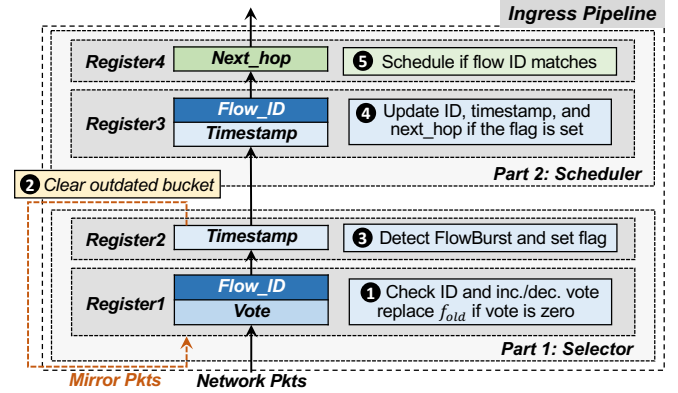 Ingress Pipeline
Register4
Next_hop
❺ Schedule if flow ID matches
Register3
Flow_ID
Timestamp
❹ Update ID, timestamp, and
next_hop if the flag is set
Part 2: Scheduler
❷ Clear outdated bucket
Register2
Timestamp
❸ Detect FlowBurst and set flag
Register1
Flow_ID
Vote
❶ Check ID and inc./dec. vote
replace f_old if vote is zero
Part 1: Selector
Mirror Pkts
Network Pkts